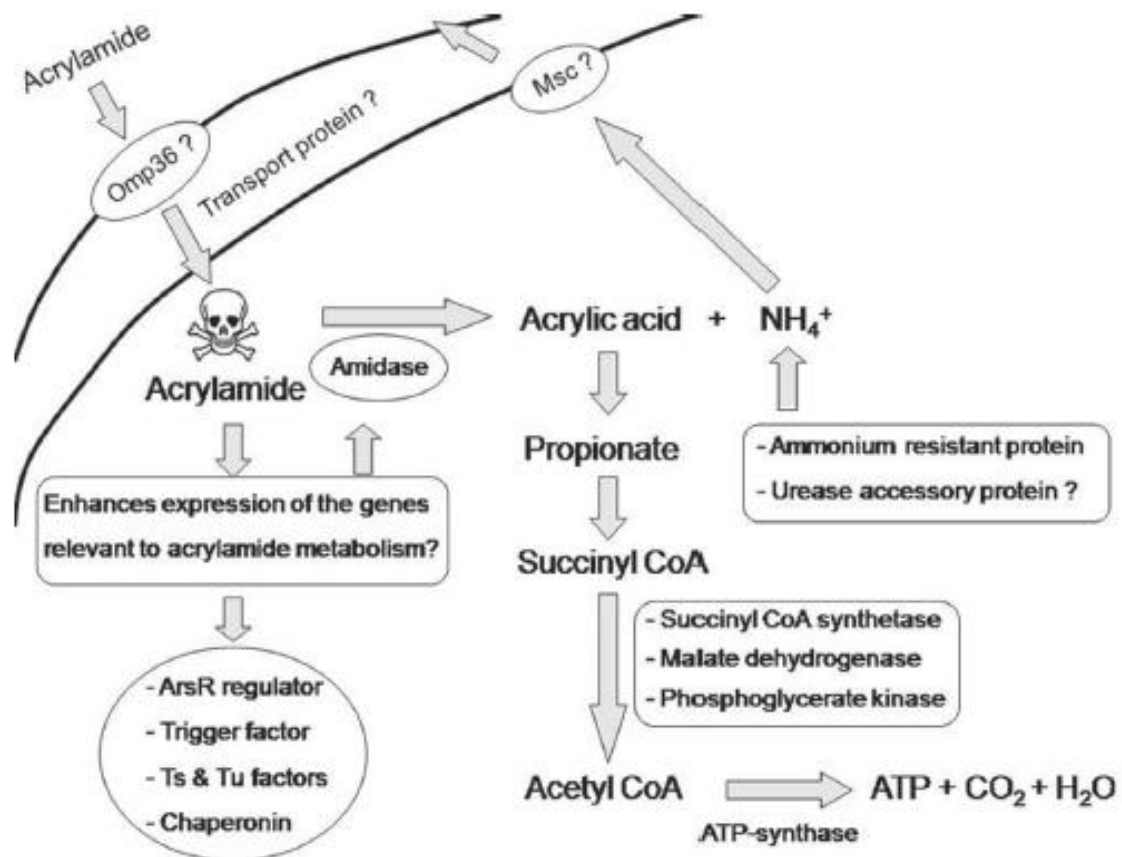 Acrylamide
Omp36 ?
Transport protein ?
Msc ?
Acrylamide
Amidase
Acrylic acid + NH₄⁺
Enhances expression of the genes
relevant to acrylamide metabolism?
- ArsR regulator
- Trigger factor
- Ts & Tu factors
- Chaperonin
Propionate
- Ammonium resistant protein
- Urease accessory protein ?
Succinyl CoA
- Succinyl CoA synthetase
- Malate dehydrogenase
- Phosphoglycerate kinase
Acetyl CoA
ATP + CO₂ + H₂O
ATP-synthase